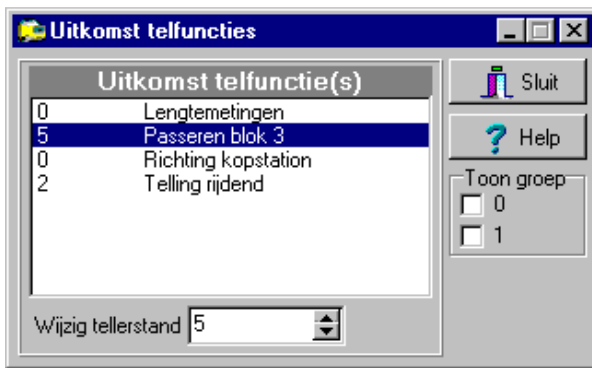 Uitkomst telfuncties
Uitkomst telfunctie(s)
0 Lengtemetingen
5 Passeren blok 3
0 Richting kopstation
2 Telling rijdend
Wijzig tellerstand 5
Sluit
? Help
Toon groep
0
1